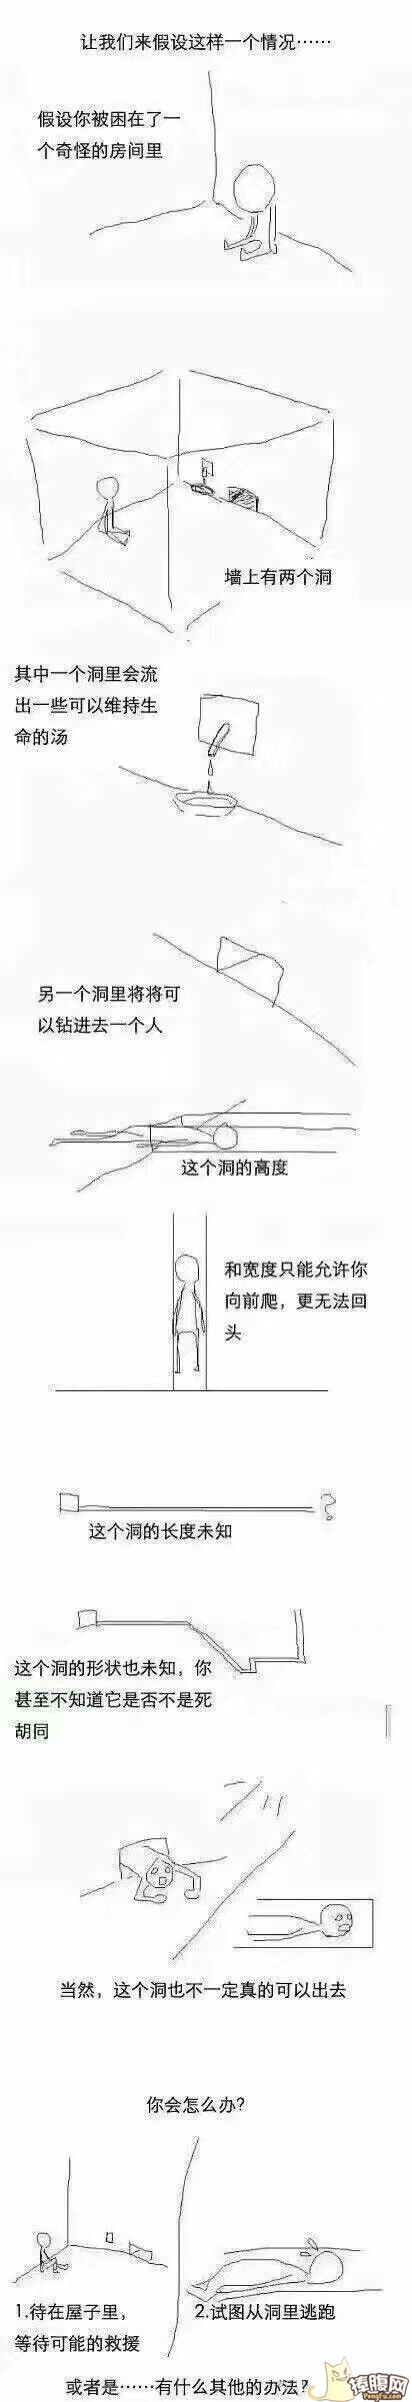 让我们来假设这样一个情况……
假设你被困在了一
个奇怪的房间里
墙上有两个洞
其中一个洞里会流
出一些可以维持生
命的汤
另一个洞里将将可
以钻进去一个人
这个洞的高度
和宽度只能允许你
向前爬，更无法回
头
?
这个洞的长度未知
这个洞的形状也未知，你
甚至不知道它是否不是死
胡同
当然，这个洞也不一定真的可以出去
你会怎么办？
1.待在屋子里，
等待可能的救援
2.试图从洞里逃跑
或者是……有什么其他的办法？
捧腹网
PengFu.com